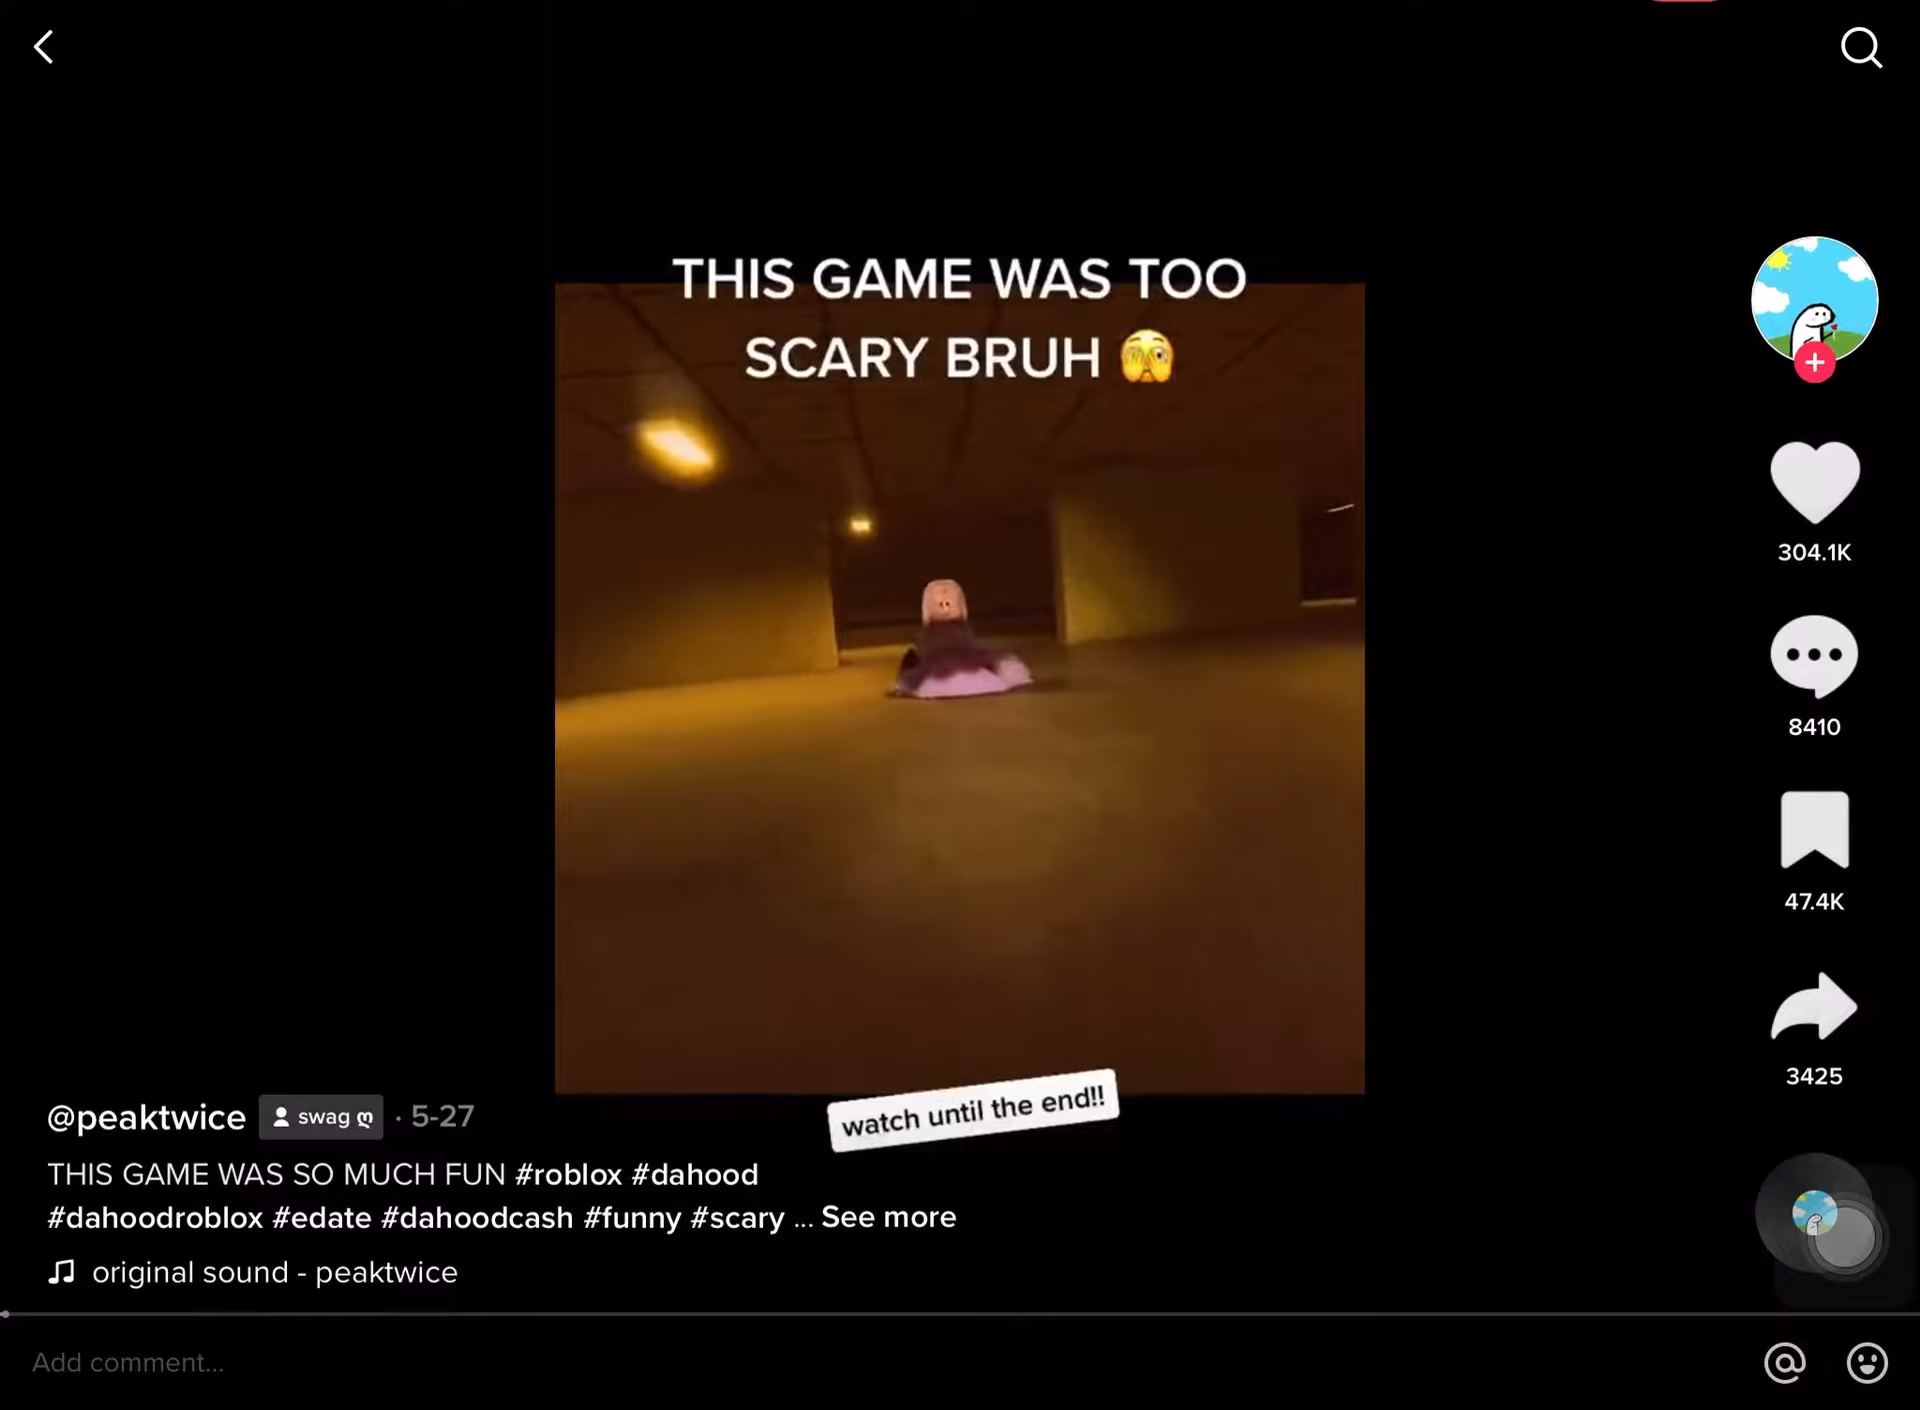 THIS GAME WAS TOO
SCARY BRUH 🫣
304.1K
8410
47.4K
3425
watch until the end!!
@peaktwice swag ღ · 5-27
THIS GAME WAS SO MUCH FUN #roblox #dahood
#dahoodroblox #edate #dahoodcash #funny #scary ... See more
original sound - peaktwice
Add comment...